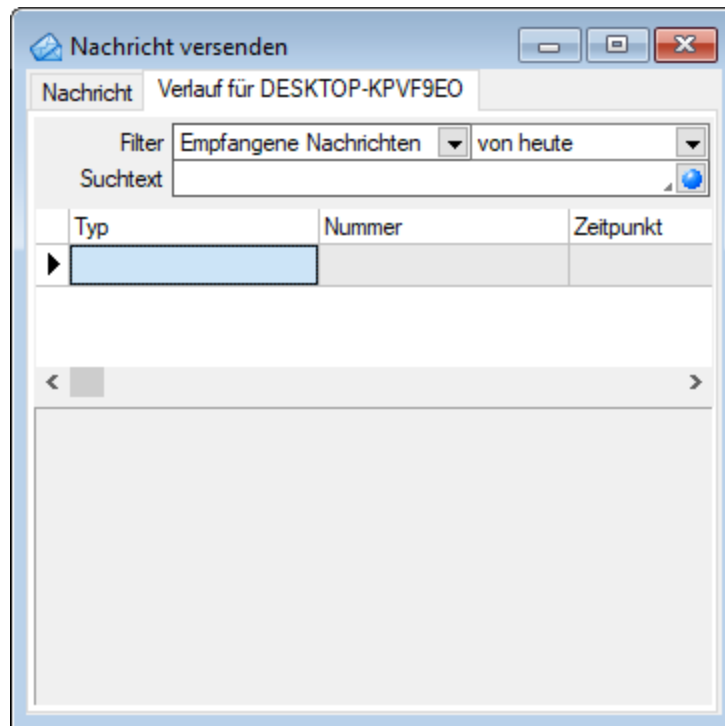 Nachricht versenden
Nachricht Verlauf für DESKTOP-KPVF9EO
Filter Empfangene Nachrichten von heute
Suchtext
Typ Nummer Zeitpunkt